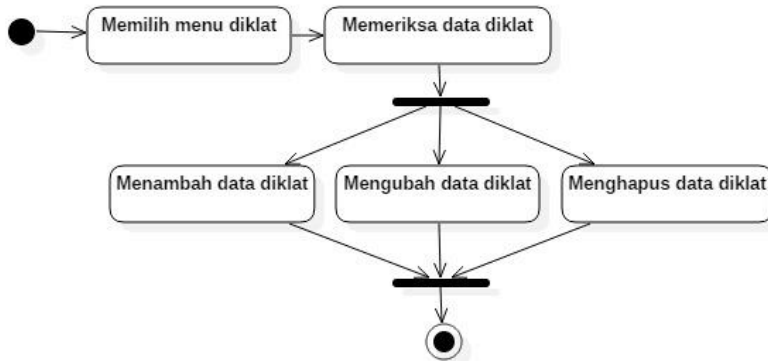 Memilih menu diklat
Memeriksa data diklat
Menambah data diklat
Mengubah data diklat
Menghapus data diklat